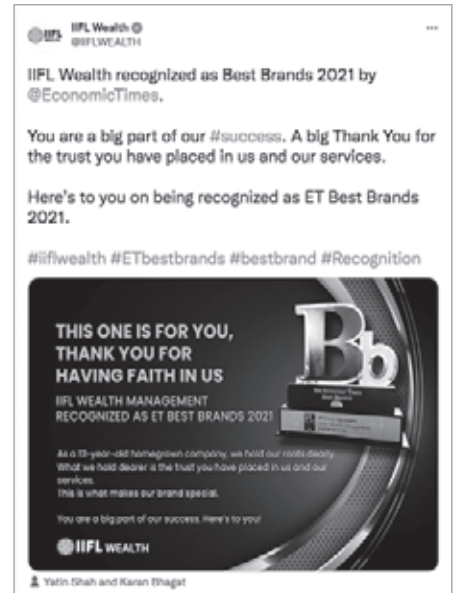 IIFL Wealth
@IIFLWEALTH
IIFL Wealth recognized as Best Brands 2021 by
@EconomicTimes.
You are a big part of our #success. A big Thank You for
the trust you have placed in us and our services.
Here's to you on being recognized as ET Best Brands
2021.
#iiflwealth #ETbestbrands #bestbrand #Recognition
THIS ONE IS FOR YOU,
THANK YOU FOR
HAVING FAITH IN US
IIFL WEALTH MANAGEMENT
RECOGNIZED AS ET BEST BRANDS 2021
As a 13-year-old homegrown company, we hold our roots dearly.
What we hold dearer is the trust you have placed in us and our
services.
This is what makes our brand special.
You are a big part of our success. Here's to you!
IIFL WEALTH
Bb
Yatin Shah and Karan Bhagat